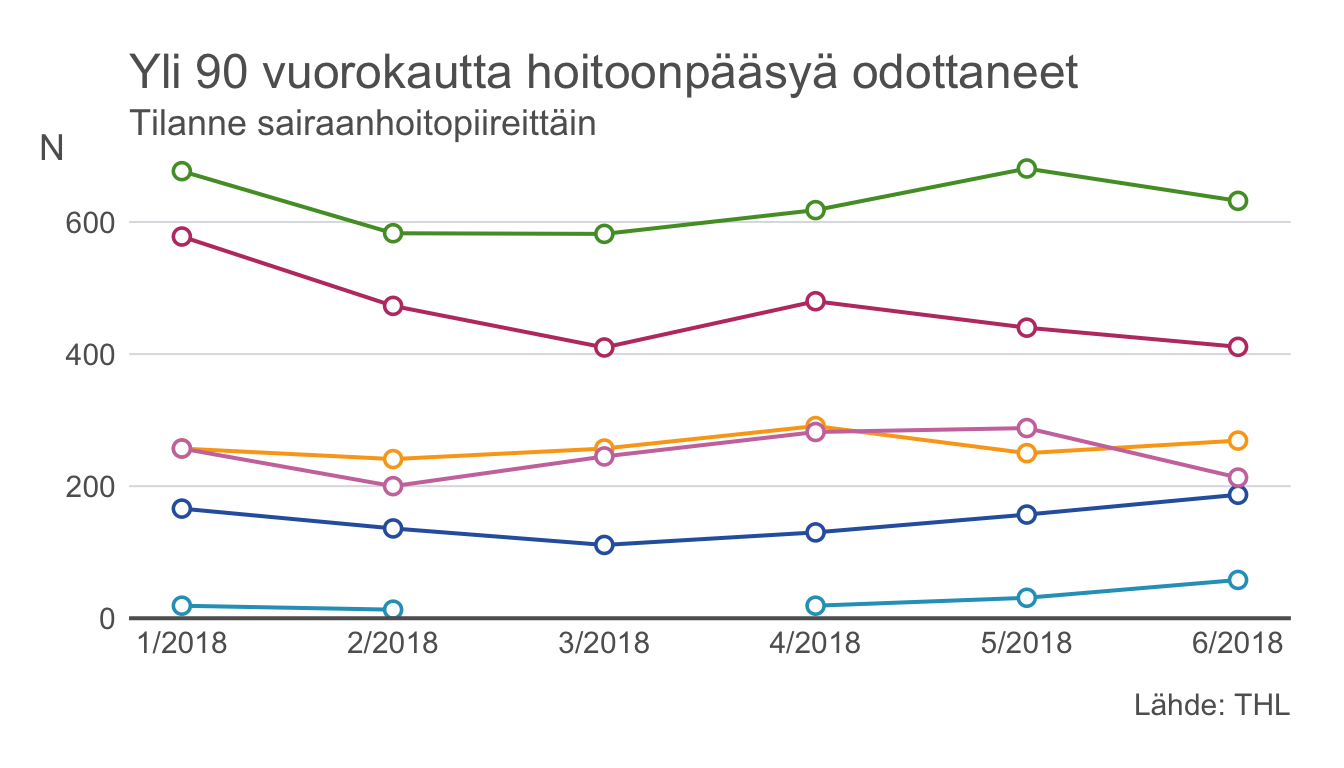 Yli 90 vuorokautta hoitoonpääsyä odottaneet
Tilanne sairaanhoitopiireittäin
N
600
400
200
0
1/2018 2/2018 3/2018 4/2018 5/2018 6/2018
Lähde: THL